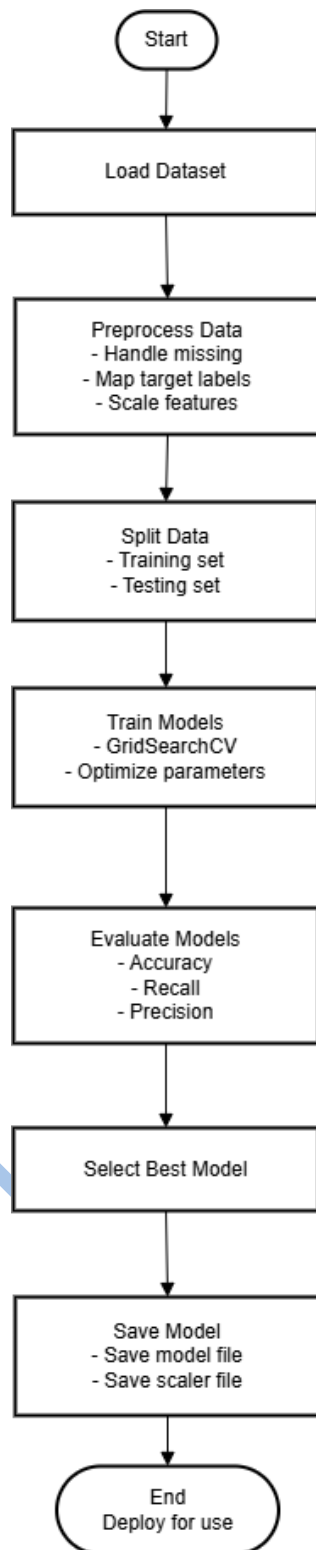 Start
Load Dataset
Preprocess Data
- Handle missing
- Map target labels
- Scale features
Split Data
- Training set
- Testing set
Train Models
- GridSearchCV
- Optimize parameters
Evaluate Models
- Accuracy
- Recall
- Precision
Select Best Model
Save Model
- Save model file
- Save scaler file
End
Deploy for use